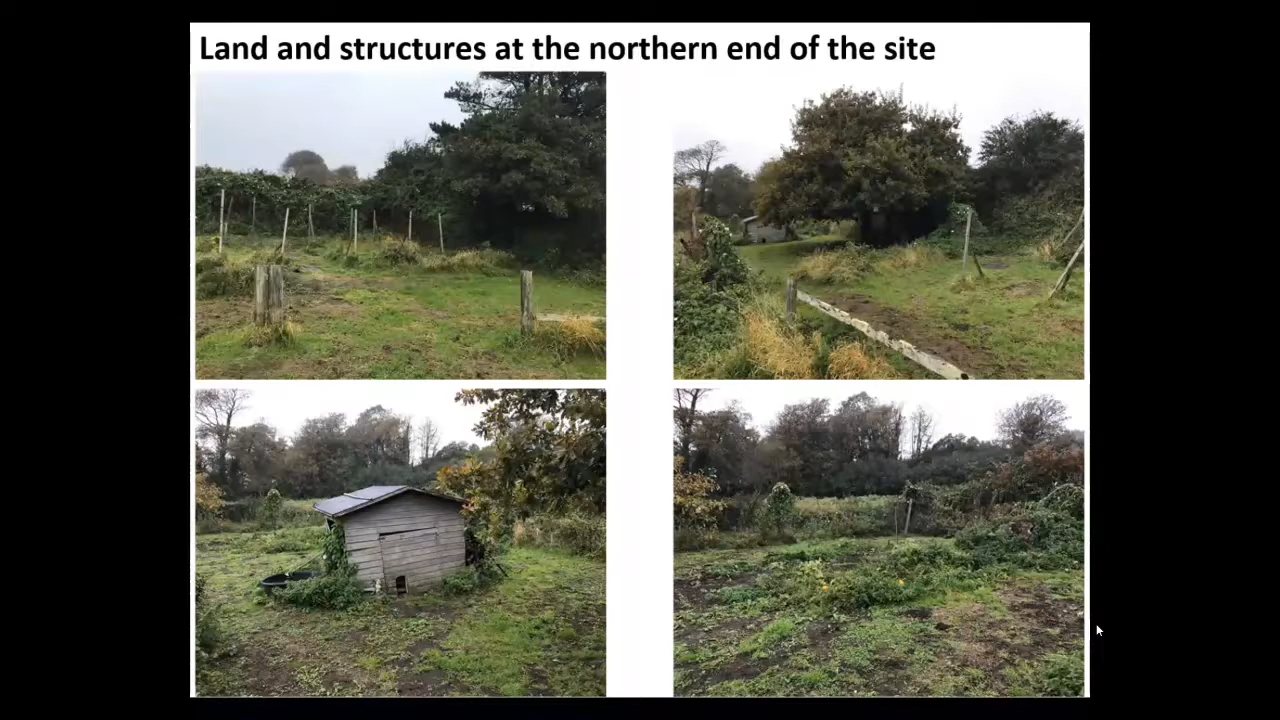 Land and structures at the northern end of the site